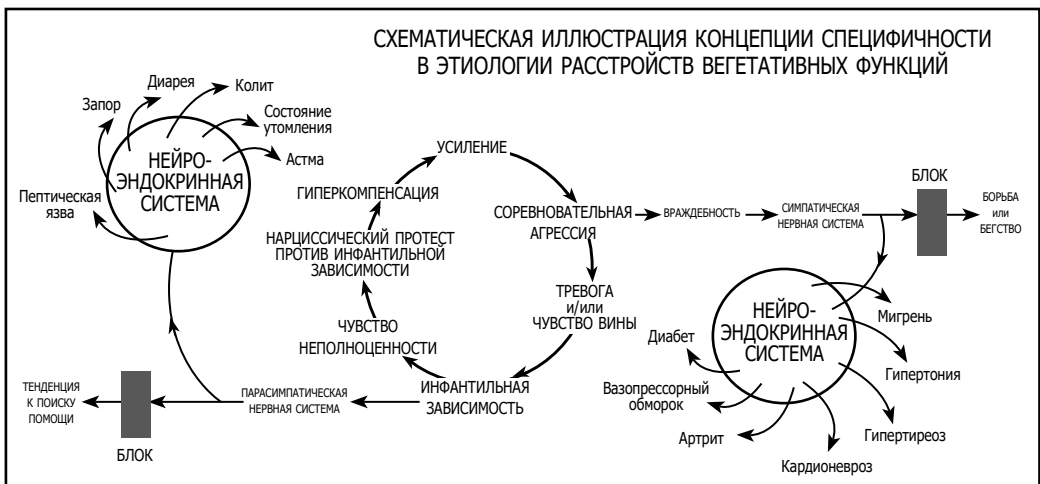 СХЕМАТИЧЕСКАЯ ИЛЛЮСТРАЦИЯ КОНЦЕПЦИИ СПЕЦИФИЧНОСТИ
В ЭТИОЛОГИИ РАССТРОЙСТВ ВЕГЕТАТИВНЫХ ФУНКЦИЙ
Запор
Диарея
Колит
Состояние
утомления
Астма
Пептическая
язва
НЕЙРО-
ЭНДОКРИННАЯ
СИСТЕМА
УСИЛЕНИЕ
ГИПЕРКОМПЕНСАЦИЯ
НАРЦИССИЧЕСКИЙ ПРОТЕСТ
ПРОТИВ ИНФАНТИЛЬНОЙ
ЗАВИСИМОСТИ
ЧУВСТВО
НЕПОЛНОЦЕННОСТИ
СОРЕВНОВАТЕЛЬНАЯ
АГРЕССИЯ
ТРЕВОГА
и/или
ЧУВСТВО ВИНЫ
ИНФАНТИЛЬНАЯ
ЗАВИСИМОСТЬ
ВРАЖДЕБНОСТЬ
СИМПАТИЧЕСКАЯ
НЕРВНАЯ СИСТЕМА
БЛОК
БОРЬБА
или
БЕГСТВО
НЕЙРО-
ЭНДОКРИННАЯ
СИСТЕМА
Мигрень
Гипертония
Гипертиреоз
Кардионевроз
Артрит
Вазопрессорный
обморок
Диабет
ПАРАСИМПАТИЧЕСКАЯ
НЕРВНАЯ СИСТЕМА
БЛОК
ТЕНДЕНЦИЯ
К ПОИСКУ
ПОМОЩИ